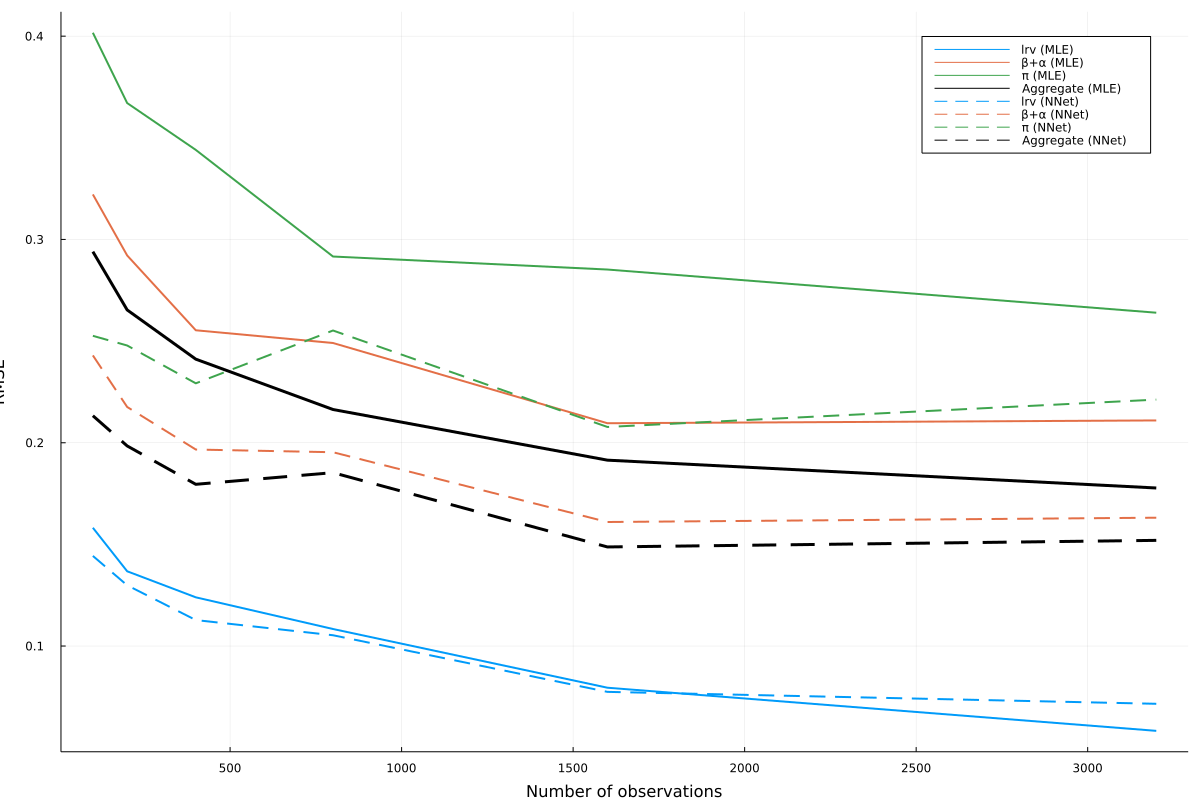 0.4
0.3
0.2
0.1
500
1000
1500
2000
2500
3000
Number of observations
RMSE
lrv (MLE)
β+α (MLE)
π (MLE)
Aggregate (MLE)
lrv (NNet)
β+α (NNet)
π (NNet)
Aggregate (NNet)